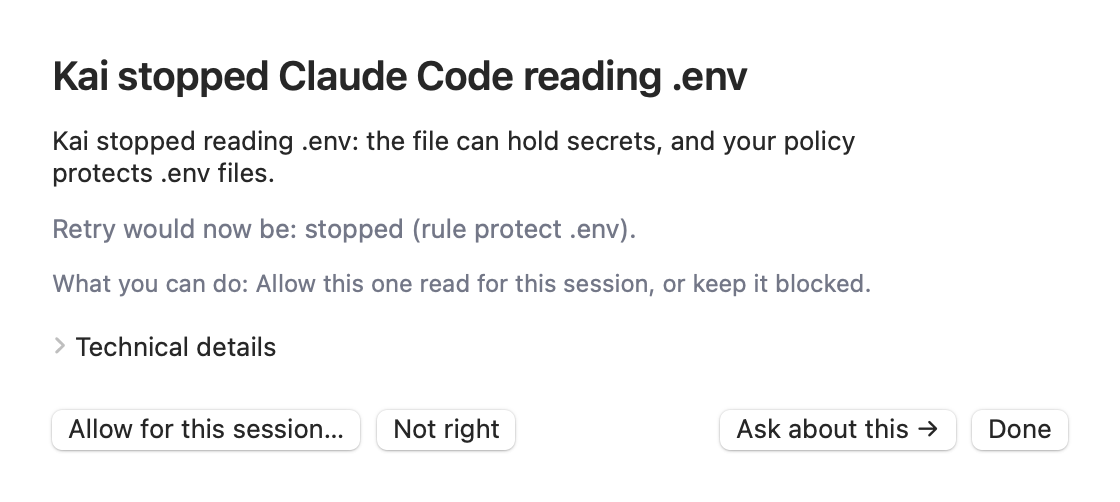 Kai stopped Claude Code reading .env
Kai stopped reading .env: the file can hold secrets, and your policy
protects .env files.
Retry would now be: stopped (rule protect .env).
What you can do: Allow this one read for this session, or keep it blocked.
Technical details
Allow for this session...
Not right
Ask about this →
Done